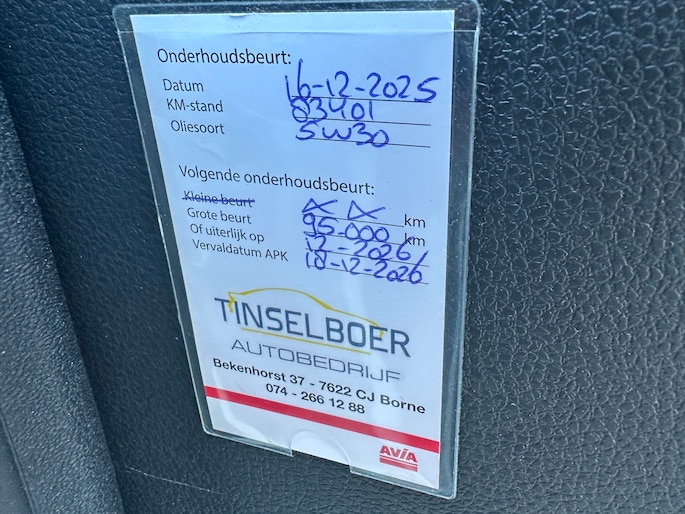 Onderhoudsbeurt:
Datum 16-12-2025
KM-stand 83401
Oliesoort 5W30
Volgende onderhoudsbeurt:
Kleine beurt km
Grote beurt 95.000 km
Of uiterlijk op 12-2026
Vervaldatum APK 18-12-2026
TINSELBOER
AUTOBEDRIJF
Bekenhorst 37 - 7622 CJ Borne
074 - 266 12 88
AVIA